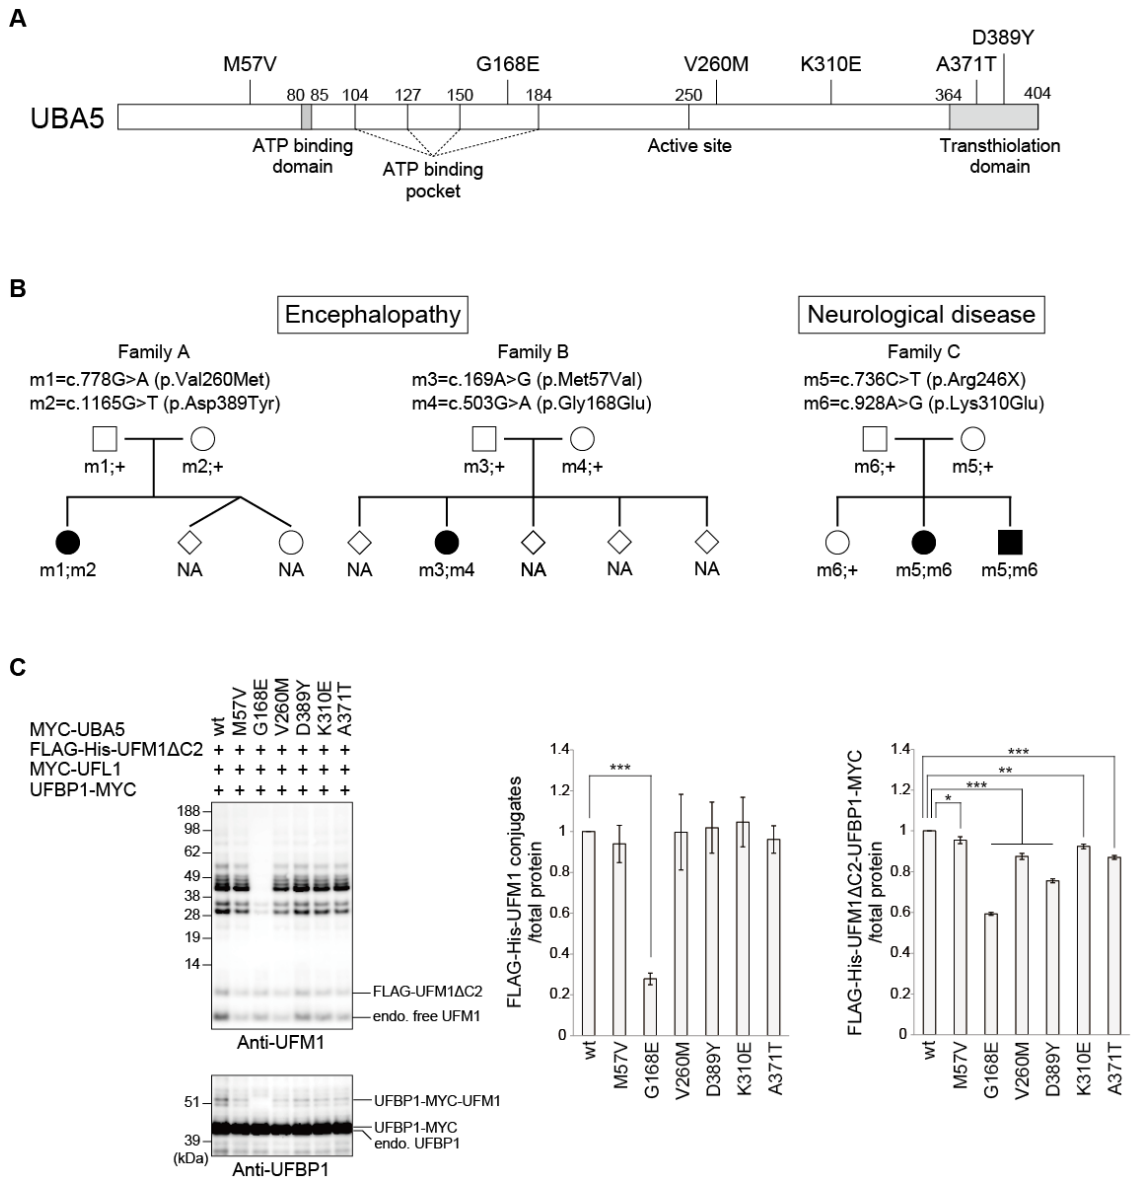 A
D389Y
M57V G168E V260M K310E A371T
80 85 104 127 150 184 250 364 404
UBA5
ATP binding
domain
ATP binding
pocket
Active site
Transthiolation
domain
B
Encephalopathy
Neurological disease
Family A
m1=c.778G>A (p.Val260Met)
m2=c.1165G>T (p.Asp389Tyr)
m1;+ m2;+
m1;m2 NA NA
Family B
m3=c.169A>G (p.Met57Val)
m4=c.503G>A (p.Gly168Glu)
m3;+ m4;+
NA m3;m4 NA NA NA
Family C
m5=c.736C>T (p.Arg246X)
m6=c.928A>G (p.Lys310Glu)
m6;+ m5;+
m6;+ m5;m6 m5;m6
C
wt M57V G168E V260M D389Y K310E A371T
MYC-UBA5
FLAG-His-UFM1ΔC2 + + + + + + +
MYC-UFL1 + + + + + + +
UFBP1-MYC + + + + + + +
188
98
62
49
38
28
19
14
FLAG-UFM1ΔC2
endo. free UFM1
Anti-UFM1
51
39
(kDa)
UFBP1-MYC-UFM1
UFBP1-MYC
endo. UFBP1
Anti-UFBP1
FLAG-His-UFM1 conjugates
/total protein
1.4
1.2
1
0.8
0.6
0.4
0.2
0
***
wt M57V G168E V260M D389Y K310E A371T
FLAG-His-UFM1ΔC2-UFBP1-MYC
/total protein
1.4
1.2
1
0.8
0.6
0.4
0.2
0
***
**
***
*
wt M57V G168E V260M D389Y K310E A371T